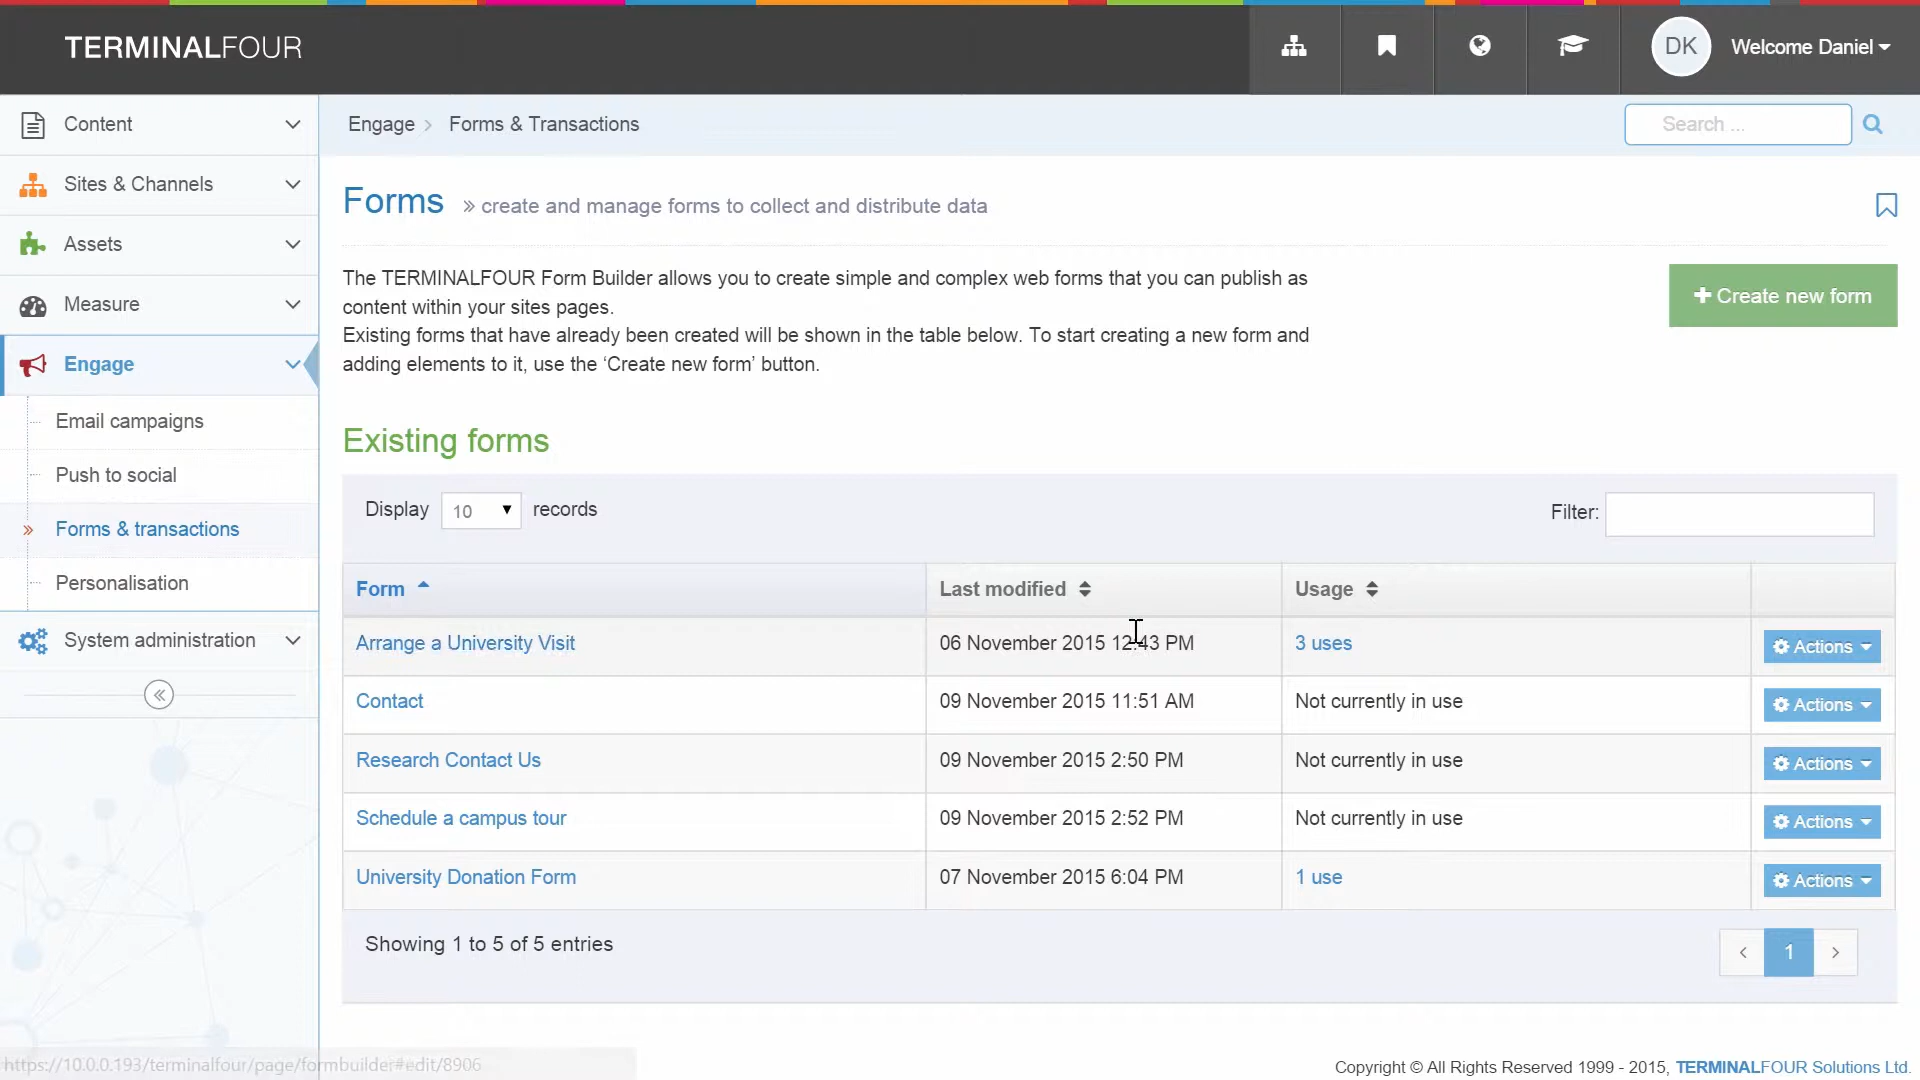 TERMINALFOUR
DK
Welcome Daniel
Content
Sites & Channels
Assets
Measure
Engage
Email campaigns
Push to social
» Forms & transactions
Personalisation
System administration
«
Engage > Forms & Transactions
Search ...
Forms » create and manage forms to collect and distribute data
The TERMINALFOUR Form Builder allows you to create simple and complex web forms that you can publish as
content within your sites pages.
Existing forms that have already been created will be shown in the table below. To start creating a new form and
adding elements to it, use the ‘Create new form’ button.
+ Create new form
Existing forms
Display 10 records
Filter:
Form Last modified Usage
Arrange a University Visit 06 November 2015 12:43 PM 3 uses Actions
Contact 09 November 2015 11:51 AM Not currently in use Actions
Research Contact Us 09 November 2015 2:50 PM Not currently in use Actions
Schedule a campus tour 09 November 2015 2:52 PM Not currently in use Actions
University Donation Form 07 November 2015 6:04 PM 1 use Actions
Showing 1 to 5 of 5 entries
< 1 >
https://10.0.0.193/terminalfour/page/formbuilder#edit/8906
Copyright © All Rights Reserved 1999 - 2015, TERMINALFOUR Solutions Ltd.